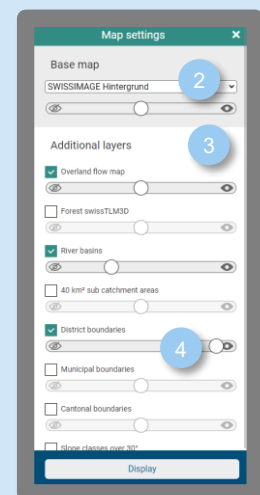 Map settings ×
Base map
2
SWISSIMAGE Hintergrund
Additional layers
3
Overland flow map
Forest swissTLM3D
River basins
40 km² sub catchment areas
District boundaries
4
Municipal boundaries
Cantonal boundaries
Slope classes over 30°
Display